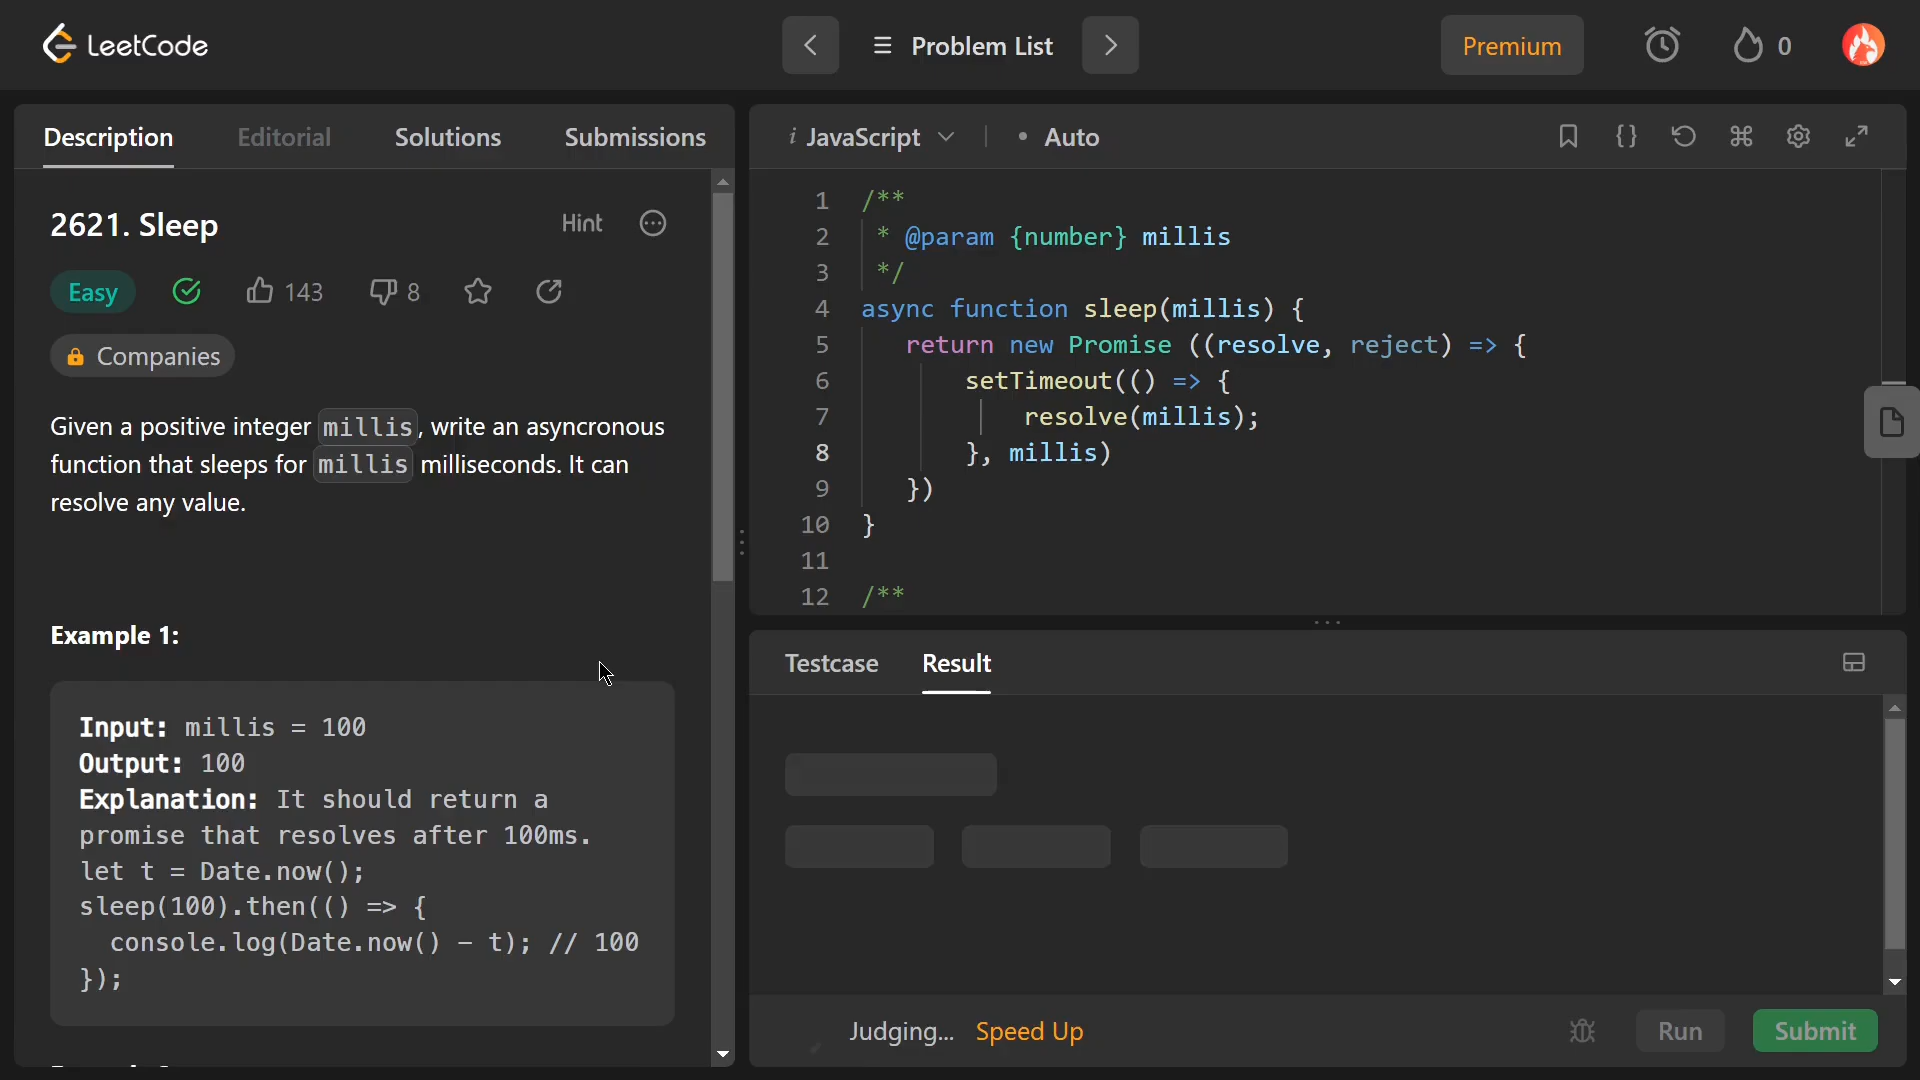 LeetCode
Problem List
Premium
0
Description
Editorial
Solutions
Submissions
2621. Sleep
Hint
Easy
143
8
Companies
Given a positive integer millis, write an asyncronous
function that sleeps for millis milliseconds. It can
resolve any value.
Example 1:
Input: millis = 100
Output: 100
Explanation: It should return a
promise that resolves after 100ms.
let t = Date.now();
sleep(100).then(() => {
  console.log(Date.now() - t); // 100
});
i JavaScript
• Auto
1 /**
2  * @param {number} millis
3  */
4 async function sleep(millis) {
5    return new Promise ((resolve, reject) => {
6        setTimeout(() => {
7            resolve(millis);
8        }, millis)
9    })
10 }
11
12 /**
Testcase
Result
Judging...
Speed Up
Run
Submit